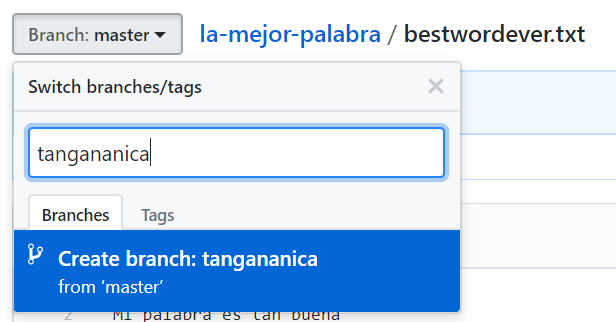 Branch: master
la-mejor-palabra / bestwordever.txt
Switch branches/tags
tangananica
Branches
Tags
Create branch: tangananica
from ‘master’
2 Mi palabra es tan buena